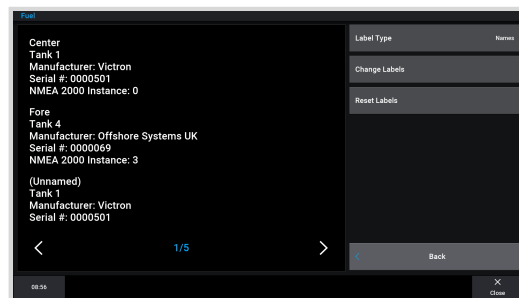 Fuel
Center
Tank 1
Manufacturer: Victron
Serial #: 0000501
NMEA 2000 Instance: 0
Fore
Tank 4
Manufacturer: Offshore Systems UK
Serial #: 0000069
NMEA 2000 Instance: 3
(Unnamed)
Tank 1
Manufacturer: Victron
Serial #: 0000501
1/5
Label Type Names
Change Labels
Reset Labels
Back
08:56
Close